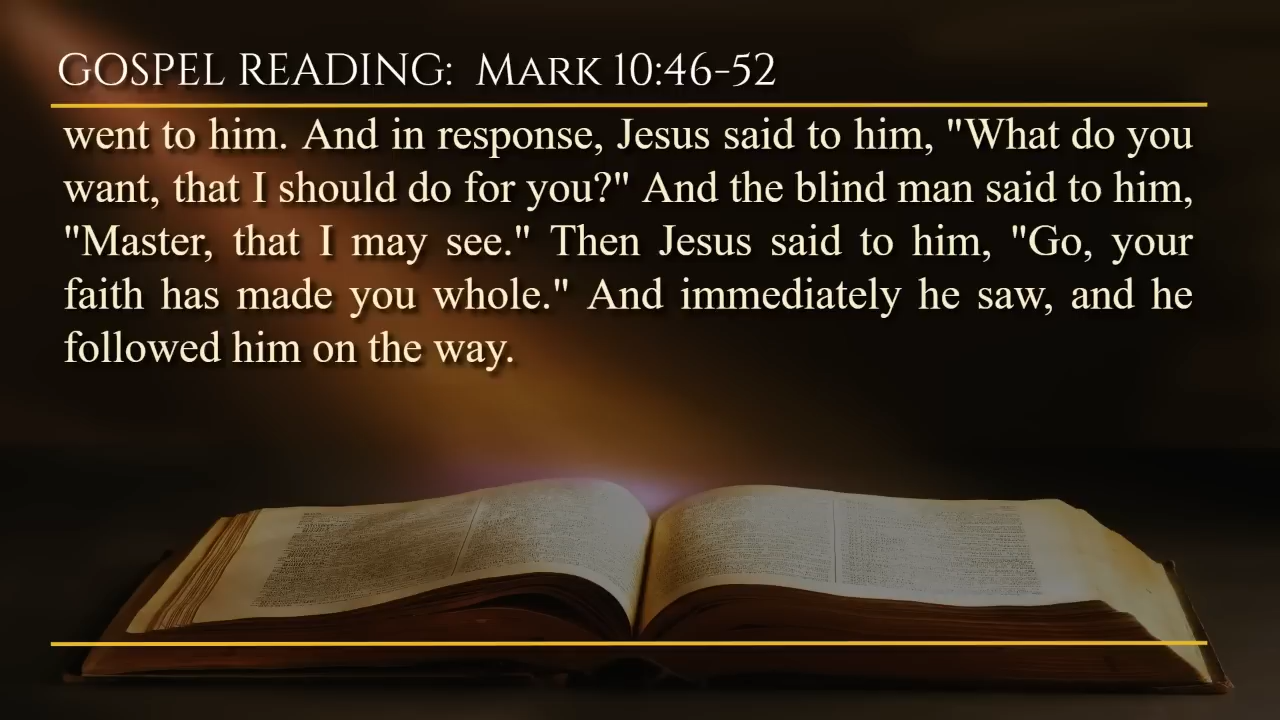 GOSPEL READING: MARK 10:46-52
went to him. And in response, Jesus said to him, "What do you
want, that I should do for you?" And the blind man said to him,
"Master, that I may see." Then Jesus said to him, "Go, your
faith has made you whole." And immediately he saw, and he
followed him on the way.